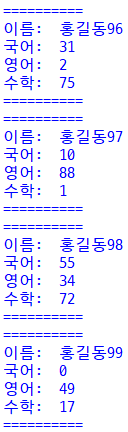 ==========
이름:  홍길동96
국어:  31
영어:  2
수학:  75
==========
==========
이름:  홍길동97
국어:  10
영어:  88
수학:  1
==========
==========
이름:  홍길동98
국어:  55
영어:  34
수학:  72
==========
==========
이름:  홍길동99
국어:  0
영어:  49
수학:  17
==========